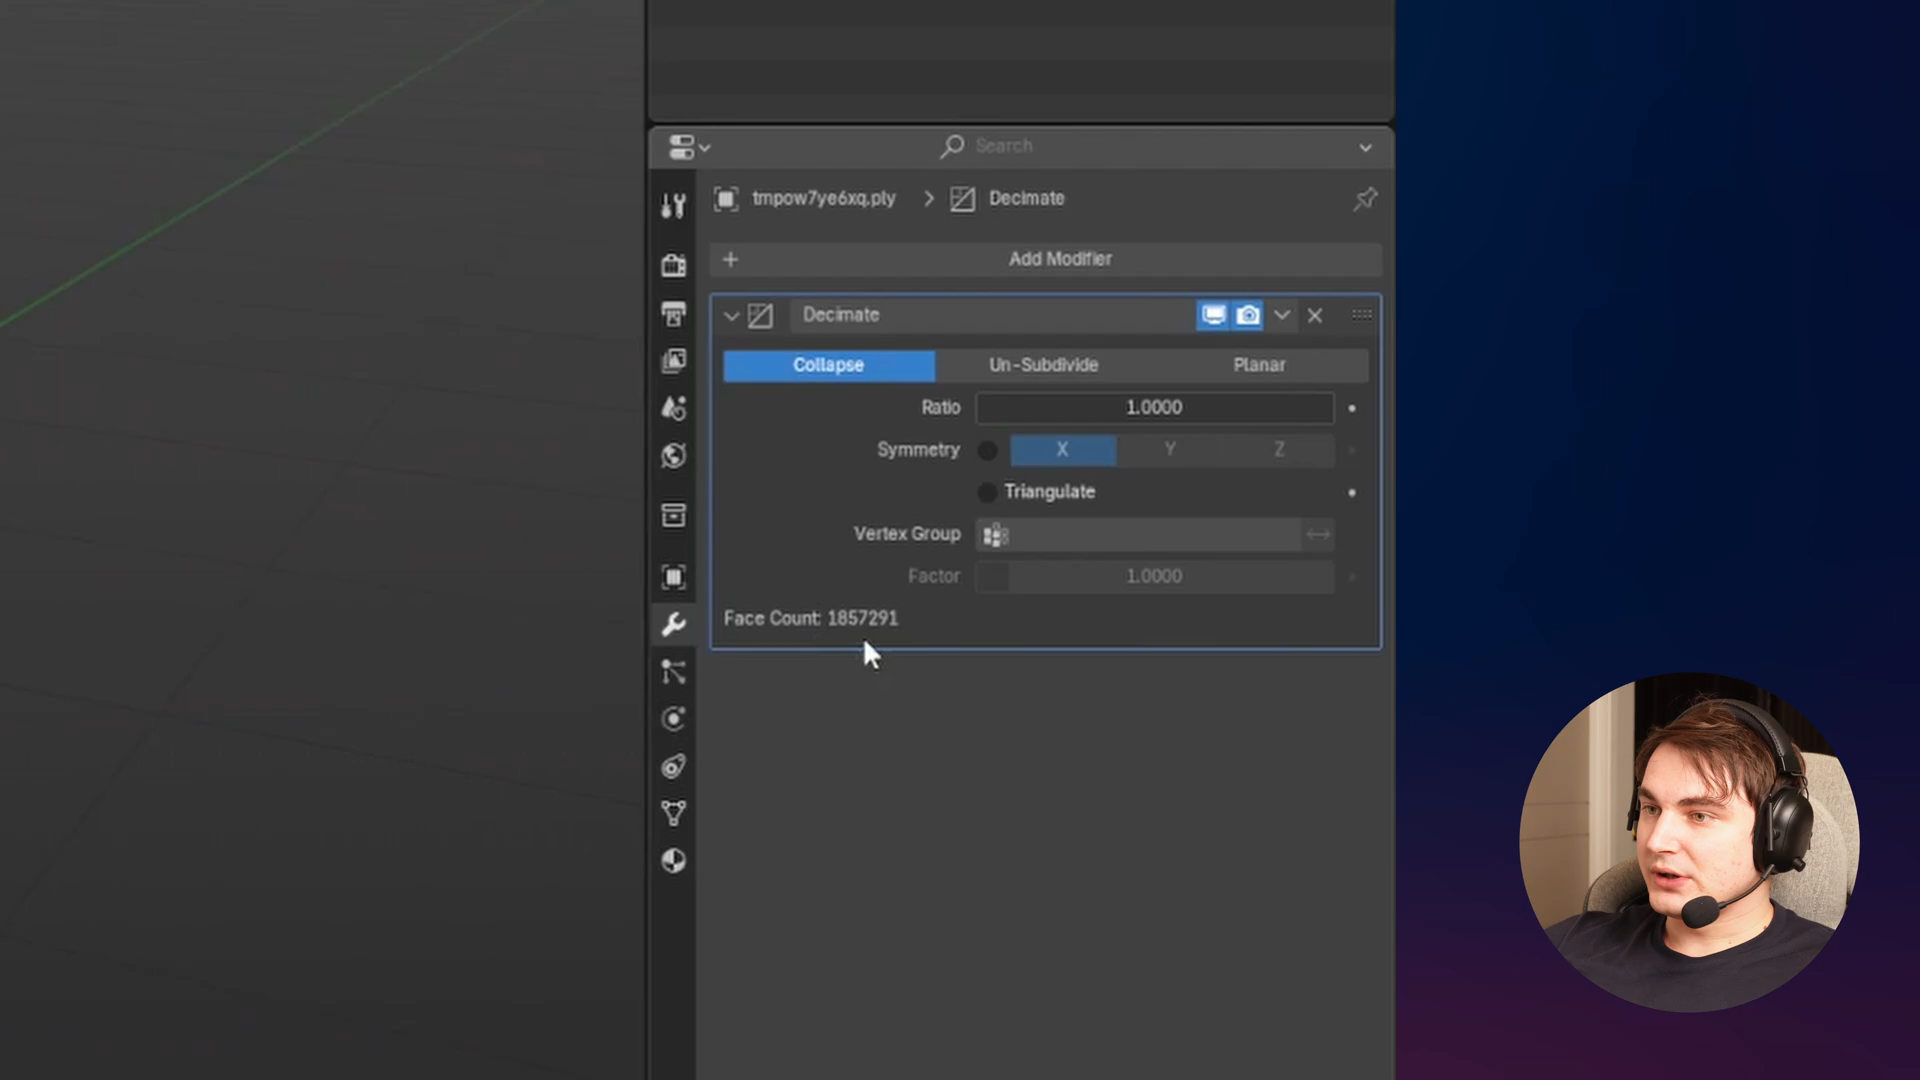 Search
tmpow7ye6xq.ply > Decimate
+ Add Modifier
Decimate
Collapse Un-Subdivide Planar
Ratio 1.0000
Symmetry X Y Z
Triangulate
Vertex Group
Factor 1.0000
Face Count: 1857291